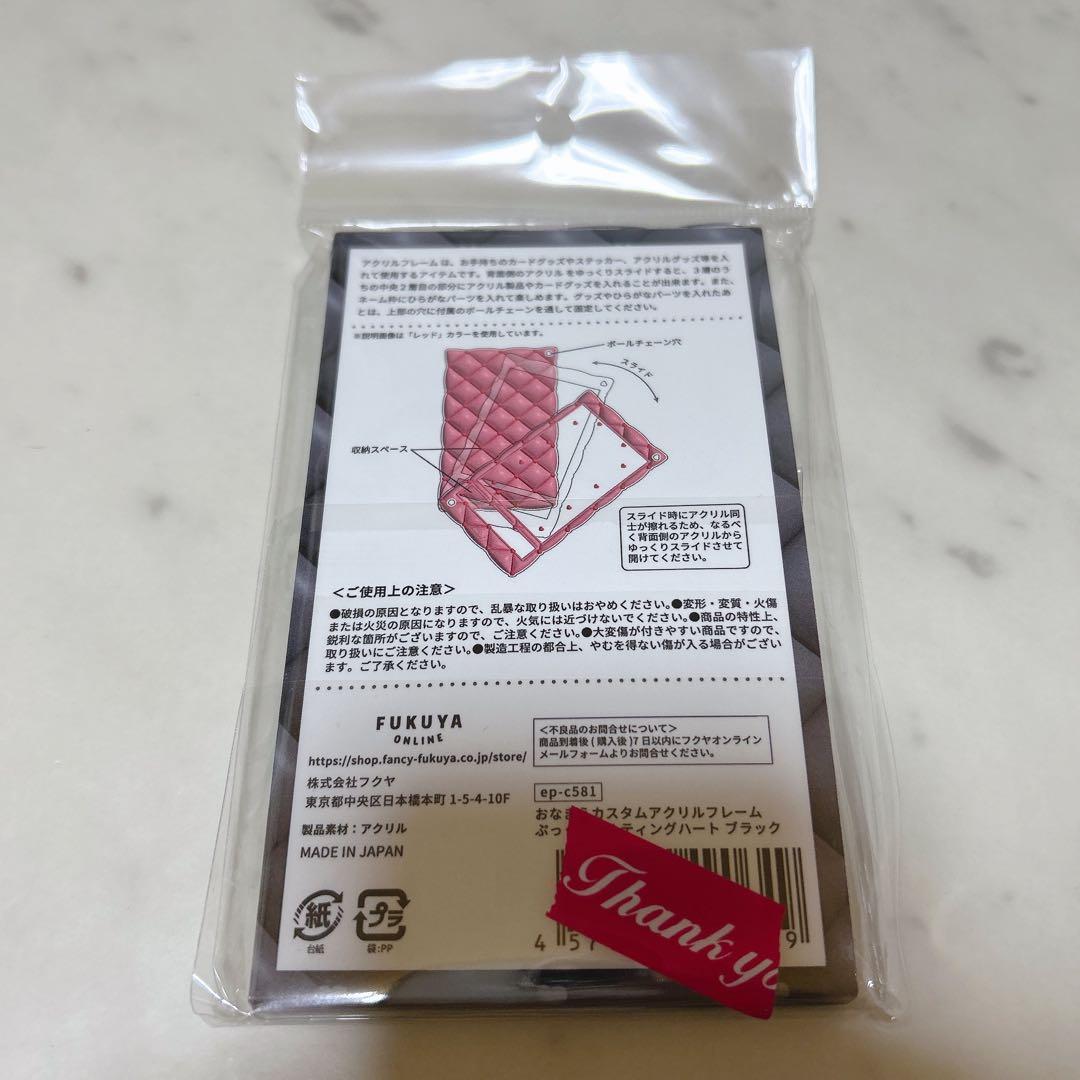 アクリルフレームは、お手持ちのカードグッズやステッカー、アクリルグッズ等を入
れて使用するアイテムです。背面側のアクリルをゆっくりスライドすると、3層のう
ちの中央2層目の部分にアクリル製品やカードグッズを入れることが出来ます。また、
ネーム枠にひらがなパーツを入れて楽しめます。グッズやひらがなパーツを入れたあ
とは、上部の穴に付属のボールチェーンを通して固定してください。
※説明画像は「レッド」カラーを使用しています。
ボールチェーン穴
スライド
収納スペース
スライド時にアクリル同
士が擦れるため、なるべ
く背面側のアクリルから
ゆっくりスライドさせて
開けてください。
＜ご使用上の注意＞
●破損の原因となりますので、乱暴な取り扱いはおやめください。●変形・変質・火傷
または火災の原因になりますので、火気には近づけないでください。●商品の特性上、
鋭利な箇所がございますので、ご注意ください。●大変傷が付きやすい商品ですので、
取り扱いにご注意ください。●製造工程の都合上、やむを得ない傷が入る場合がござい
ます。ご了承ください。
FUKUYA
ONLINE
https://shop.fancy-fukuya.co.jp/store/
株式会社フクヤ
東京都中央区日本橋本町 1-5-4-10F
製品素材：アクリル
MADE IN JAPAN
＜不良品のお問合せについて＞
商品到着後(購入後)7日以内にフクヤオンライン
メールフォームよりお問合せください。
ep-c581
おなま カスタムアクリルフレーム
ぷっ ティングハート ブラック
紙
台紙
プラ
袋:PP
4 57 9
Thank yo